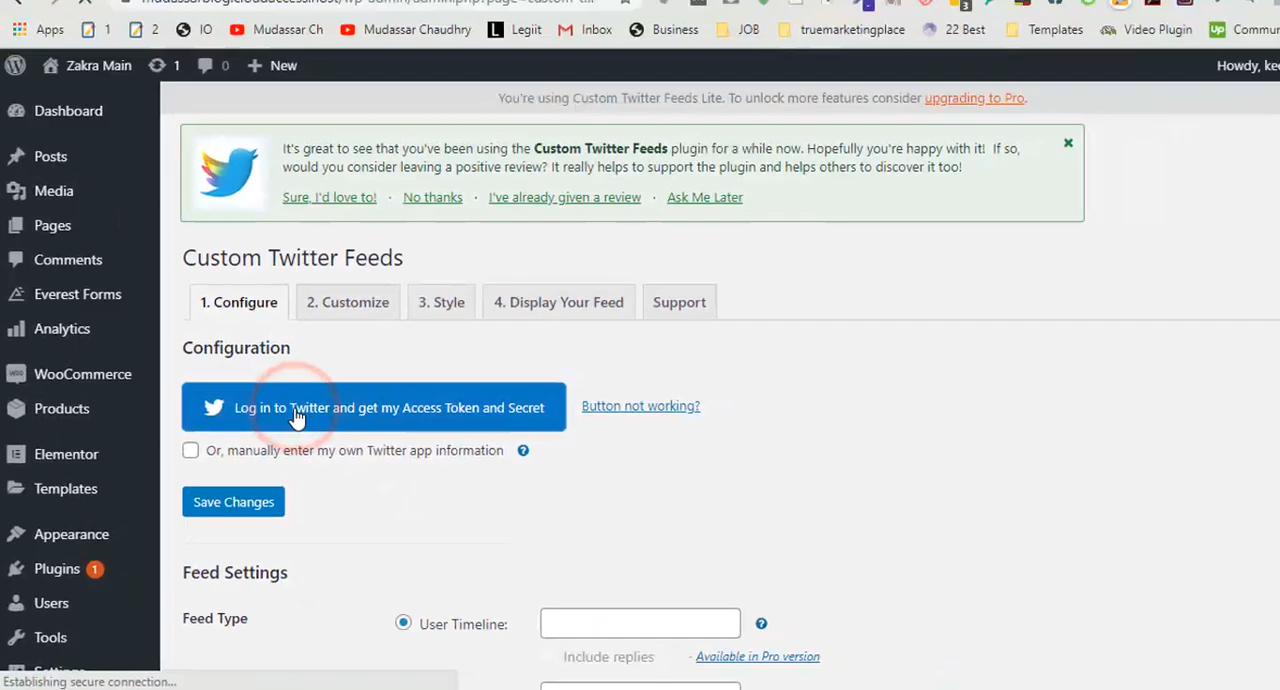 Apps 1 2 IO Mudassar Ch Mudassar Chaudhry Legiit Inbox Business JOB truemarketingplace 22 Best Templates Video Plugin Up
Zakra Main 1 0 New Howdy,
You're using Custom Twitter Feeds Lite. To unlock more features consider upgrading to Pro.
It's great to see that you've been using the Custom Twitter Feeds plugin for a while now. Hopefully you're happy with it! If so,
would you consider leaving a positive review? It really helps to support the plugin and helps others to discover it too!
Sure, I'd love to! · No thanks · I've already given a review · Ask Me Later
Dashboard
Posts
Media
Pages
Comments
Everest Forms
Analytics
WooCommerce
Products
Elementor
Templates
Appearance
Plugins 1
Users
Tools
Settings
Custom Twitter Feeds
1. Configure 2. Customize 3. Style 4. Display Your Feed Support
Configuration
Log in to Twitter and get my Access Token and Secret Button not working?
Or, manually enter my own Twitter app information ?
Save Changes
Feed Settings
Feed Type User Timeline: ?
Include replies - Available in Pro version
Establishing secure connection...